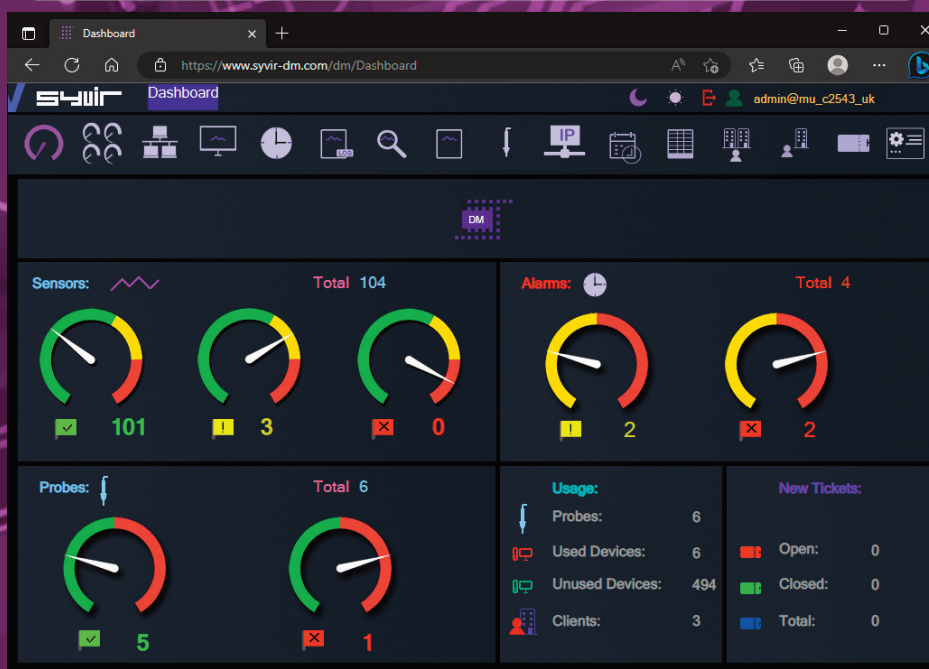 Dashboard
https://www.syvir-dm.com/dm/Dashboard
syvir
Dashboard
admin@mu_c2543_uk
LOG
IP
DM
Sensors:
Total 104
101
3
0
Alarms:
Total 4
2
2
Probes:
Total 6
5
1
Usage:
Probes: 6
Used Devices: 6
Unused Devices: 494
Clients: 3
New Tickets:
Open: 0
Closed: 0
Total: 0